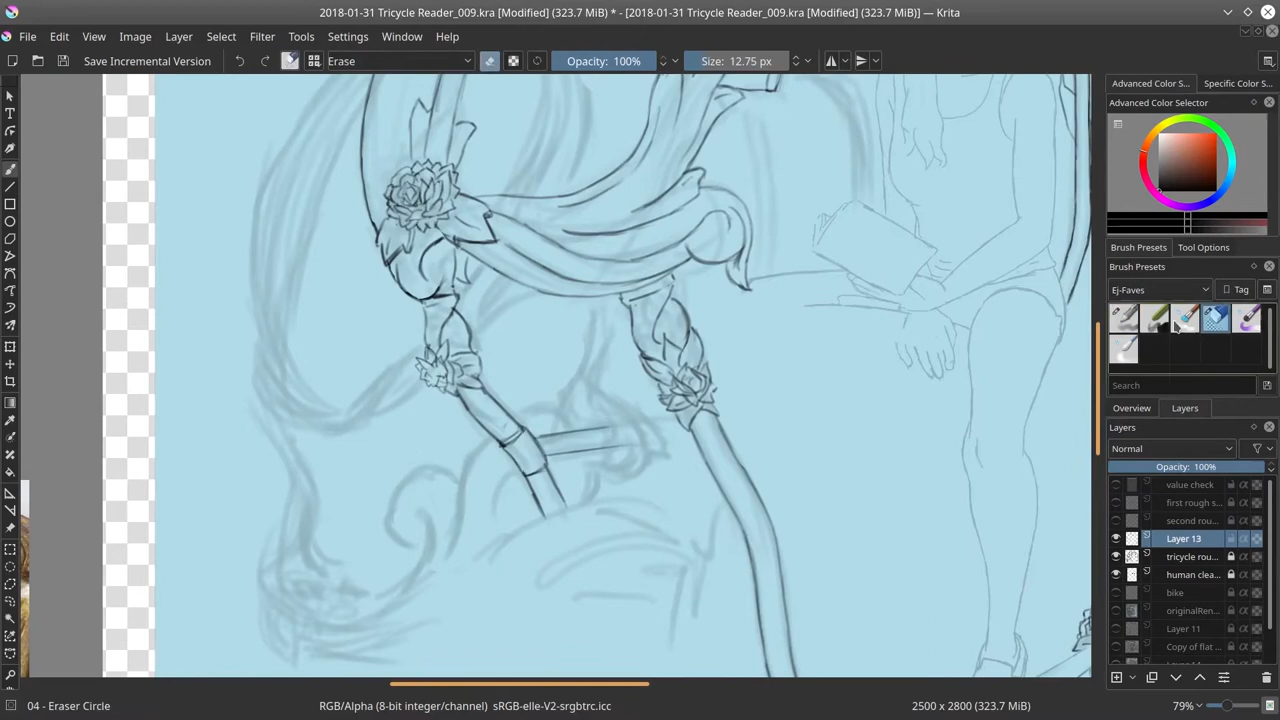 2018-01-31 Tricycle Reader_009.kra [Modified] (323.7 MiB) * - [2018-01-31 Tricycle Reader_009.kra [Modified] (323.7 MiB)] — Krita
File Edit View Image Layer Select Filter Tools Settings Window Help
Save Incremental Version Erase Opacity: 100% Size: 12.75 px
Advanced Color S... Specific Color S...
Advanced Color Selector
Brush Presets Tool Options
Brush Presets
Ej-Faves Tag
Search
Overview Layers
Layers
Normal
Opacity: 100%
value check
first rough s...
second rou...
Layer 13
tricycle rou...
human clea...
bike
originalRen...
Layer 11
Copy of flat ...
04 - Eraser Circle RGB/Alpha (8-bit integer/channel) sRGB-elle-V2-srgbtrc.icc 2500 x 2800 (323.7 MiB) 79%